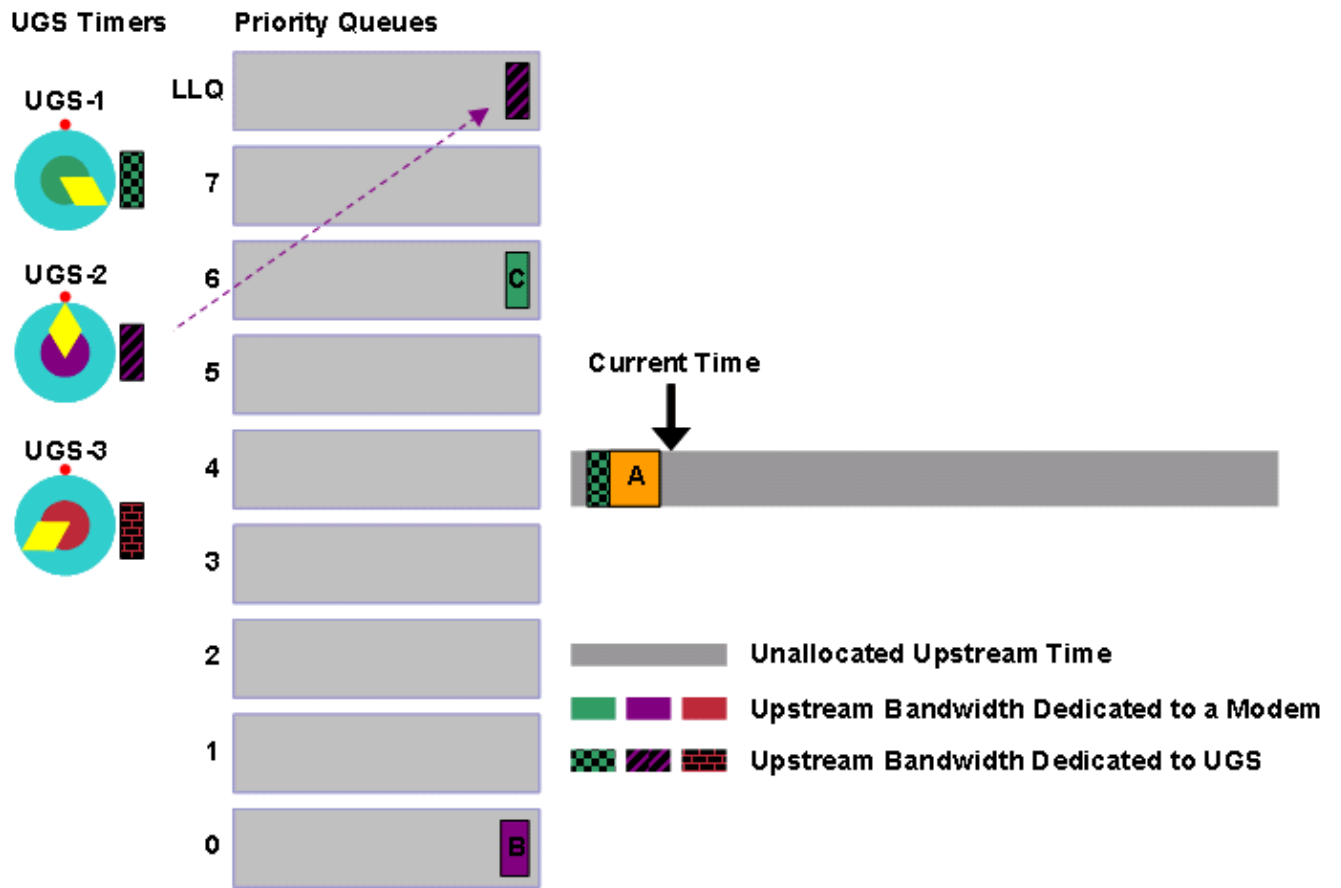 UGS Timers
Priority Queues
LLQ
UGS-1
7
UGS-2
6
C
5
Current Time
UGS-3
4
A
3
2
Unallocated Upstream Time
Upstream Bandwidth Dedicated to a Modem
1
Upstream Bandwidth Dedicated to UGS
0
B